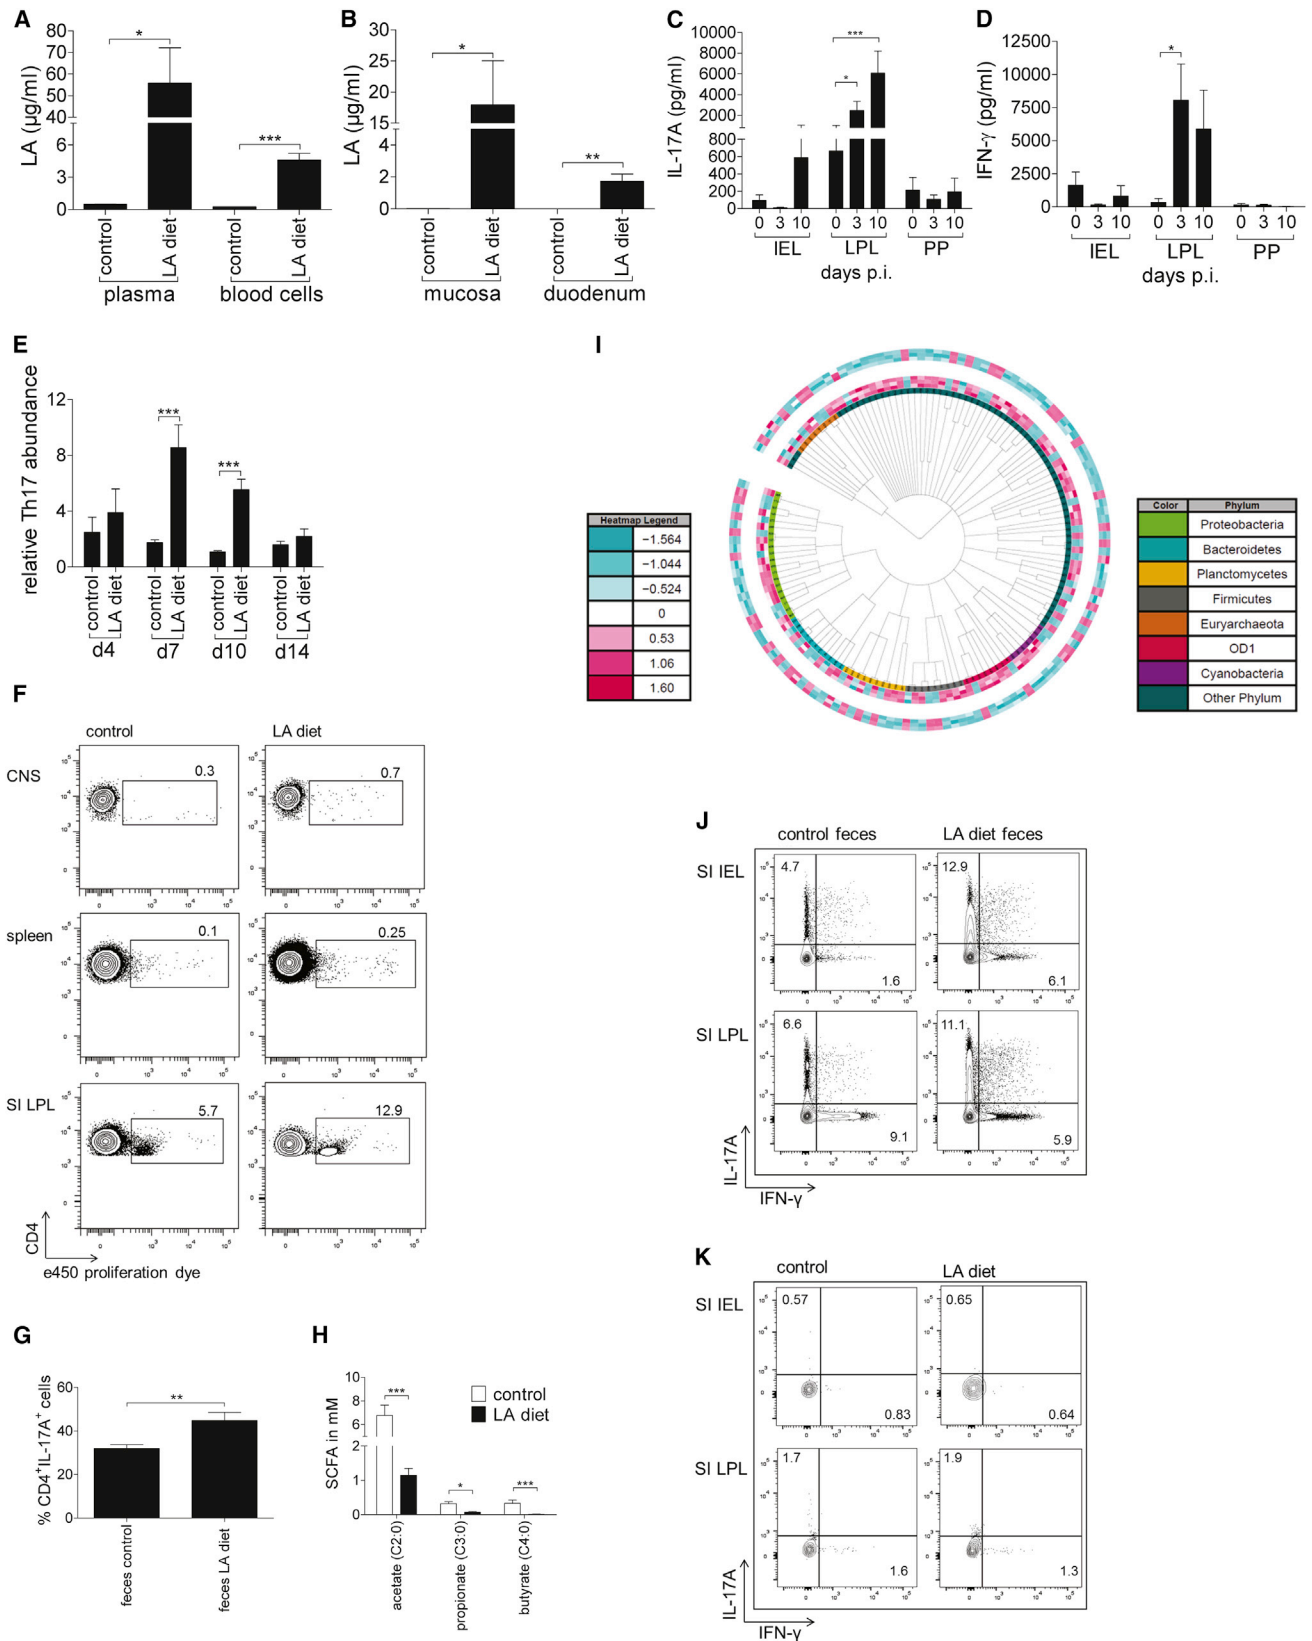 A
LA (µg/ml)
80
70
60
50
40
6
3
0
*
***
control
LA diet
control
LA diet
plasma
blood cells
B
LA (µg/ml)
30
25
20
15
4
2
0
*
**
control
LA diet
control
LA diet
mucosa
duodenum
C
IL-17A (pg/ml)
10000
8000
6000
4000
2000
800
600
400
200
0
***
*
0 3 10 0 3 10 0 3 10
IEL LPL PP
days p.i.
D
IFN-γ (pg/ml)
12500
10000
7500
5000
2500
0
*
0 3 10 0 3 10 0 3 10
IEL LPL PP
days p.i.
E
relative Th17 abundance
12
8
4
0
***
***
control
LA diet
control
LA diet
control
LA diet
control
LA diet
d4 d7 d10 d14
I
Heatmap Legend
−1.564
−1.044
−0.524
0
0.53
1.06
1.60
Color Phylum
Proteobacteria
Bacteroidetes
Planctomycetes
Firmicutes
Euryarchaeota
OD1
Cyanobacteria
Other Phylum
F
control LA diet
CNS
0.3 0.7
spleen
0.1 0.25
SI LPL
5.7 12.9
CD4
e450 proliferation dye
G
% CD4+IL-17A+ cells
60
40
20
0
**
feces control
feces LA diet
H
SCFA in mM
10
8
6
4
2
1
0
***
*
***
control
LA diet
acetate (C2:0)
propionate (C3:0)
butyrate (C4:0)
J
control feces LA diet feces
SI IEL
4.7 12.9
1.6 6.1
SI LPL
6.6 11.1
9.1 5.9
IL-17A
IFN-γ
K
control LA diet
SI IEL
0.57 0.65
0.83 0.64
SI LPL
1.7 1.9
1.6 1.3
IL-17A
IFN-γ